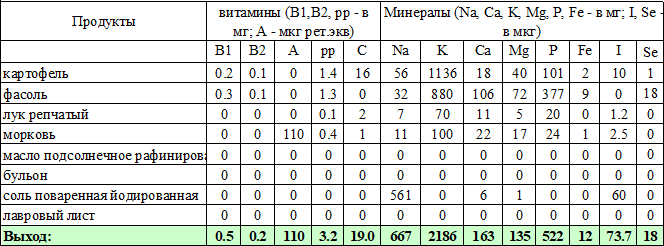 Продукты витамины (В1,В2, рр - в мг; А - мкг рет.экв) Минералы (Na, Ca, K, Mg, P, Fe - в мг; I, Se - в мкг)
B1 B2 A pp C Na K Ca Mg P Fe I Se
картофель 0.2 0.1 0 1.4 16 56 1136 18 40 101 2 10 1
фасоль 0.3 0.1 0 1.3 0 32 880 106 72 377 9 0 18
лук репчатый 0 0 0 0.1 2 7 70 11 5 20 0 1.2 0
морковь 0 0 110 0.4 1 11 100 22 17 24 1 2.5 0
масло подсолнечное рафинирова 0 0 0 0 0 0 0 0 0 0 0 0 0
бульон 0 0 0 0 0 0 0 0 0 0 0 0 0
соль поваренная йодированная 0 0 0 0 0 561 0 6 1 0 0 60 0
лавровый лист 0 0 0 0 0 0 0 0 0 0 0 0 0
Выход: 0.5 0.2 110 3.2 19.0 667 2186 163 135 522 12 73.7 18